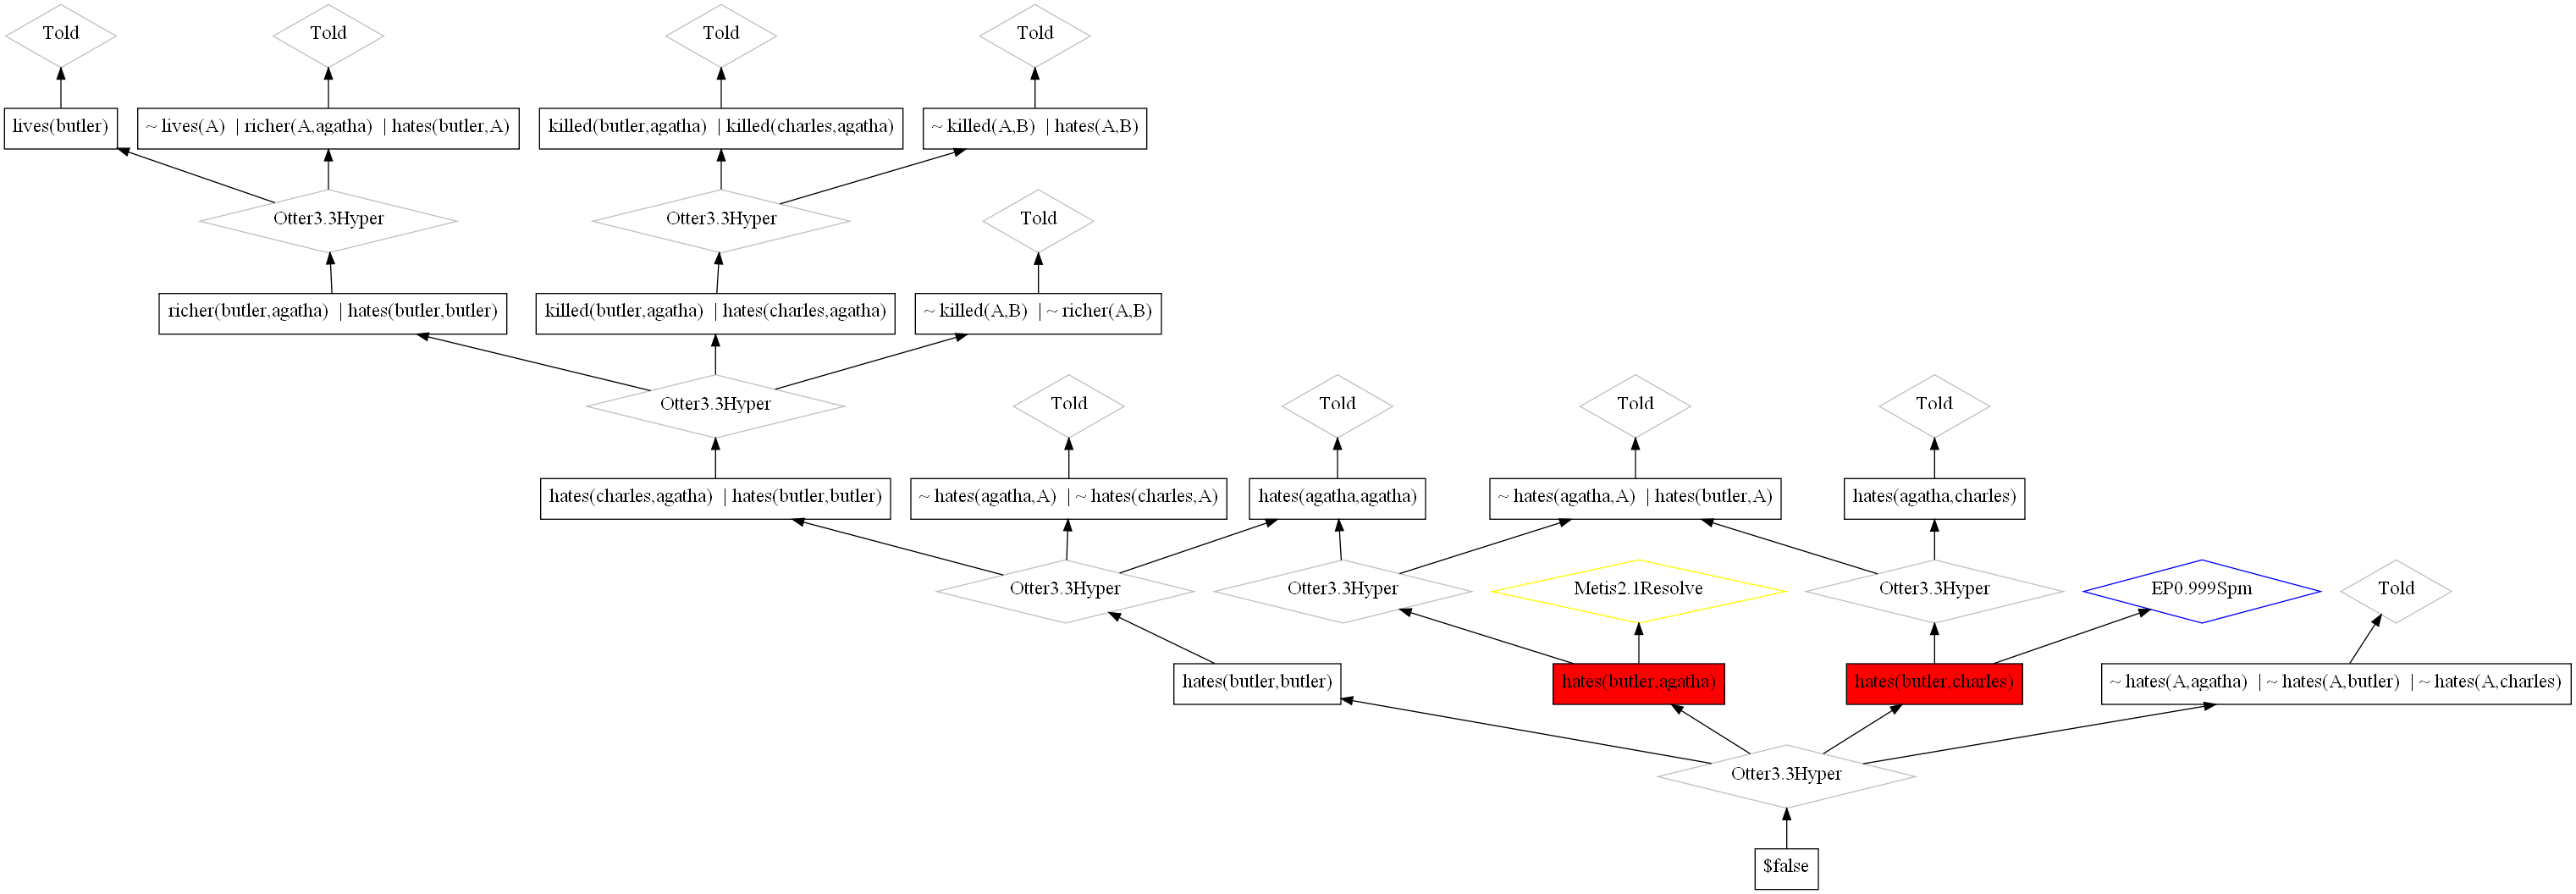 Told
Told
Told
Told
lives(butler)
~ lives(A) | richer(A,agatha) | hates(butler,A)
killed(butler,agatha) | killed(charles,agatha)
~ killed(A,B) | hates(A,B)
Otter3.3Hyper
Otter3.3Hyper
Told
richer(butler,agatha) | hates(butler,butler)
killed(butler,agatha) | hates(charles,agatha)
~ killed(A,B) | ~ richer(A,B)
Otter3.3Hyper
Told
Told
Told
Told
hates(charles,agatha) | hates(butler,butler)
~ hates(agatha,A) | ~ hates(charles,A)
hates(agatha,agatha)
~ hates(agatha,A) | hates(butler,A)
hates(agatha,charles)
Otter3.3Hyper
Otter3.3Hyper
Metis2.1Resolve
Otter3.3Hyper
EP0.999Spm
Told
hates(butler,butler)
hates(butler,agatha)
hates(butler,charles)
~ hates(A,agatha) | ~ hates(A,butler) | ~ hates(A,charles)
Otter3.3Hyper
$false